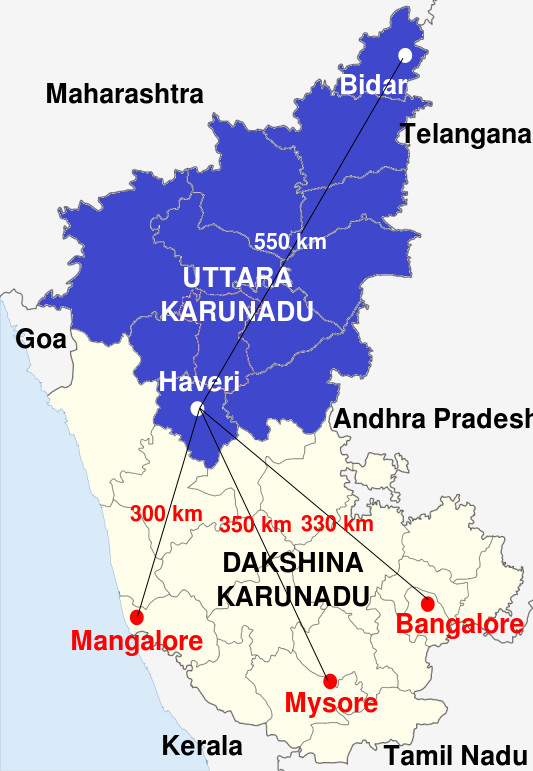 Bidar
Maharashtra
Telangana
550 km
UTTARA
KARUNADU
Goa
Haveri
Andhra Pradesh
300 km
350 km
330 km
DAKSHINA
KARUNADU
Mangalore
Bangalore
Mysore
Kerala
Tamil Nadu